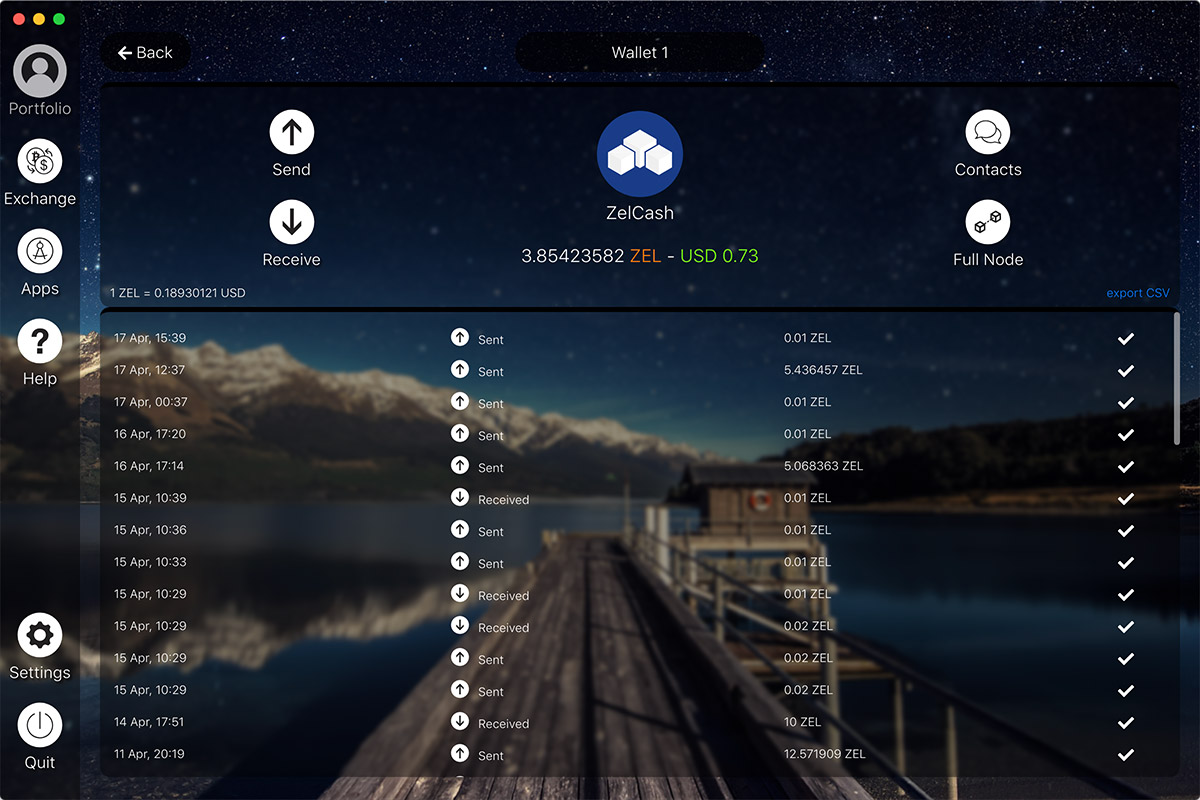 Back
Wallet 1
Portfolio
Exchange
Apps
Help
Settings
Quit
Send
Receive
ZelCash
3.85423582 ZEL - USD 0.73
Contacts
Full Node
1 ZEL = 0.18930121 USD
export CSV
17 Apr, 15:39 Sent 0.01 ZEL
17 Apr, 12:37 Sent 5.436457 ZEL
17 Apr, 00:37 Sent 0.01 ZEL
16 Apr, 17:20 Sent 0.01 ZEL
16 Apr, 17:14 Sent 5.068363 ZEL
15 Apr, 10:39 Received 0.01 ZEL
15 Apr, 10:36 Sent 0.01 ZEL
15 Apr, 10:33 Sent 0.01 ZEL
15 Apr, 10:29 Received 0.01 ZEL
15 Apr, 10:29 Received 0.02 ZEL
15 Apr, 10:29 Sent 0.02 ZEL
15 Apr, 10:29 Sent 0.02 ZEL
14 Apr, 17:51 Received 10 ZEL
11 Apr, 20:19 Sent 12.571909 ZEL